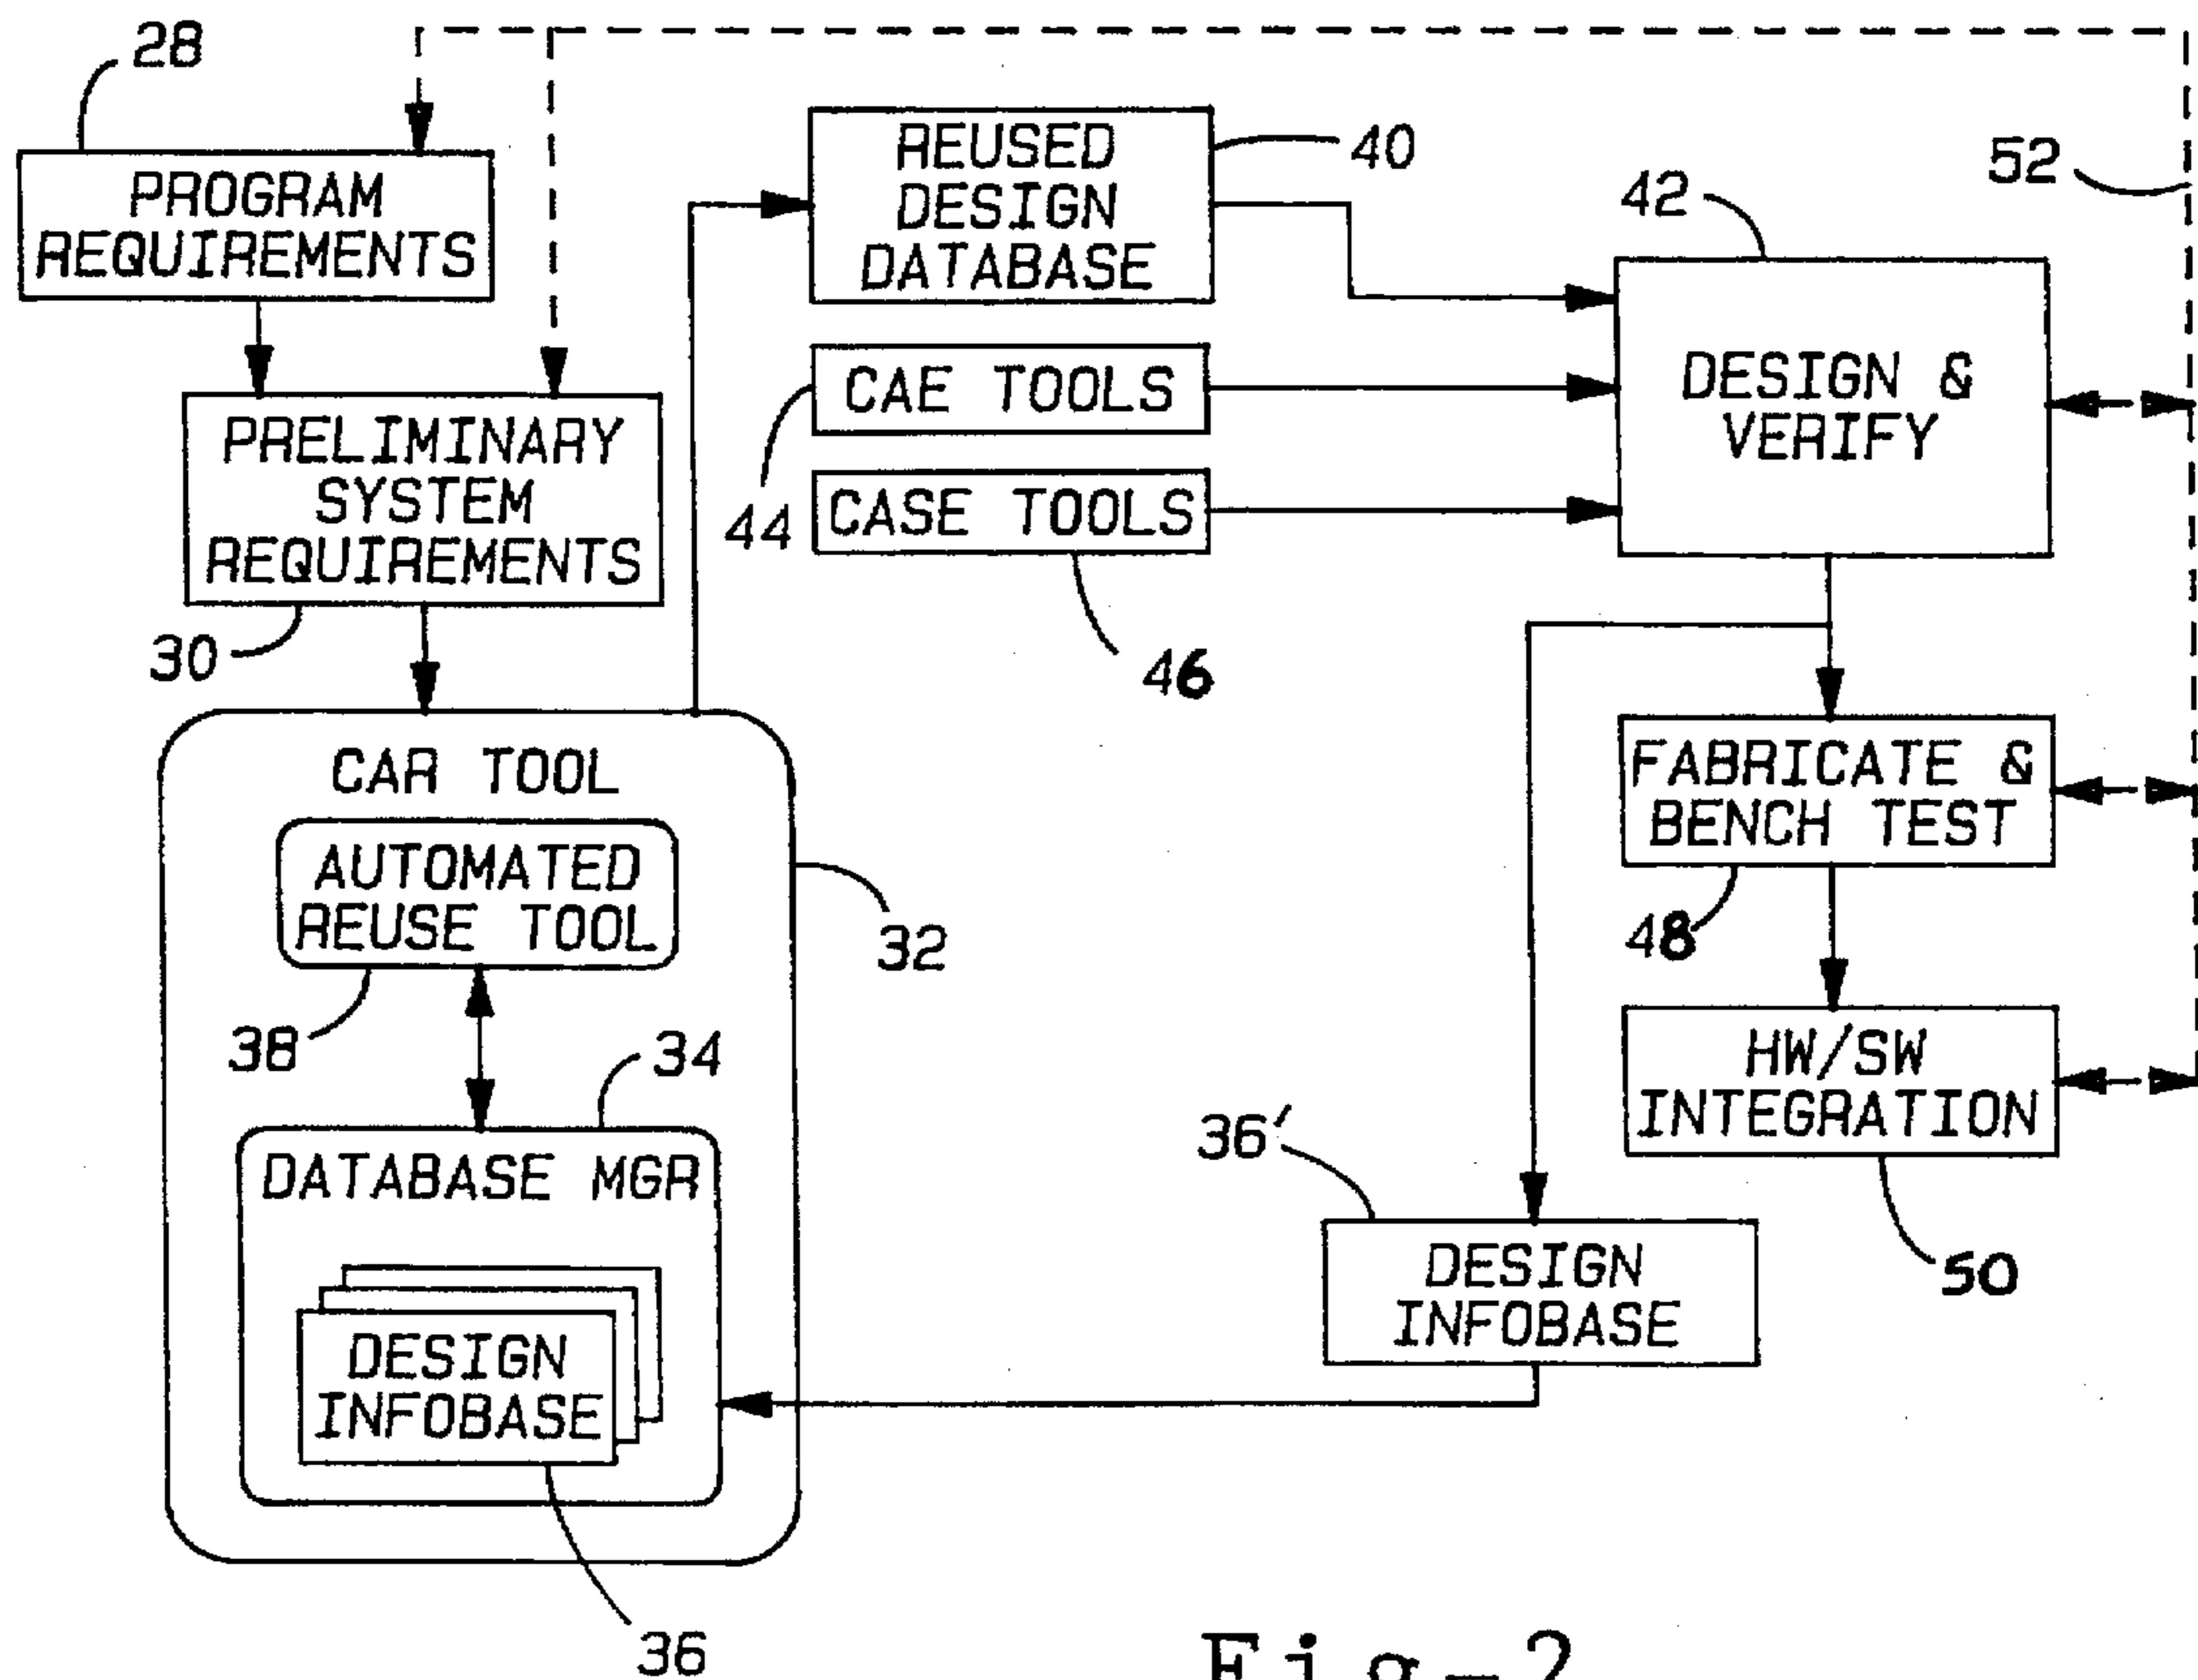 28
PROGRAM
REQUIREMENTS
PRELIMINARY
SYSTEM
REQUIREMENTS
30
REUSED
DESIGN
DATABASE
40
CAE TOOLS
44
CASE TOOLS
46
42
DESIGN &
VERIFY
52
CAR TOOL
AUTOMATED
REUSE TOOL
32
38
34
DATABASE MGR
DESIGN
INFOBASE
36
FABRICATE &
BENCH TEST
48
HW/SW
INTEGRATION
50
36'
DESIGN
INFOBASE
Fig-2